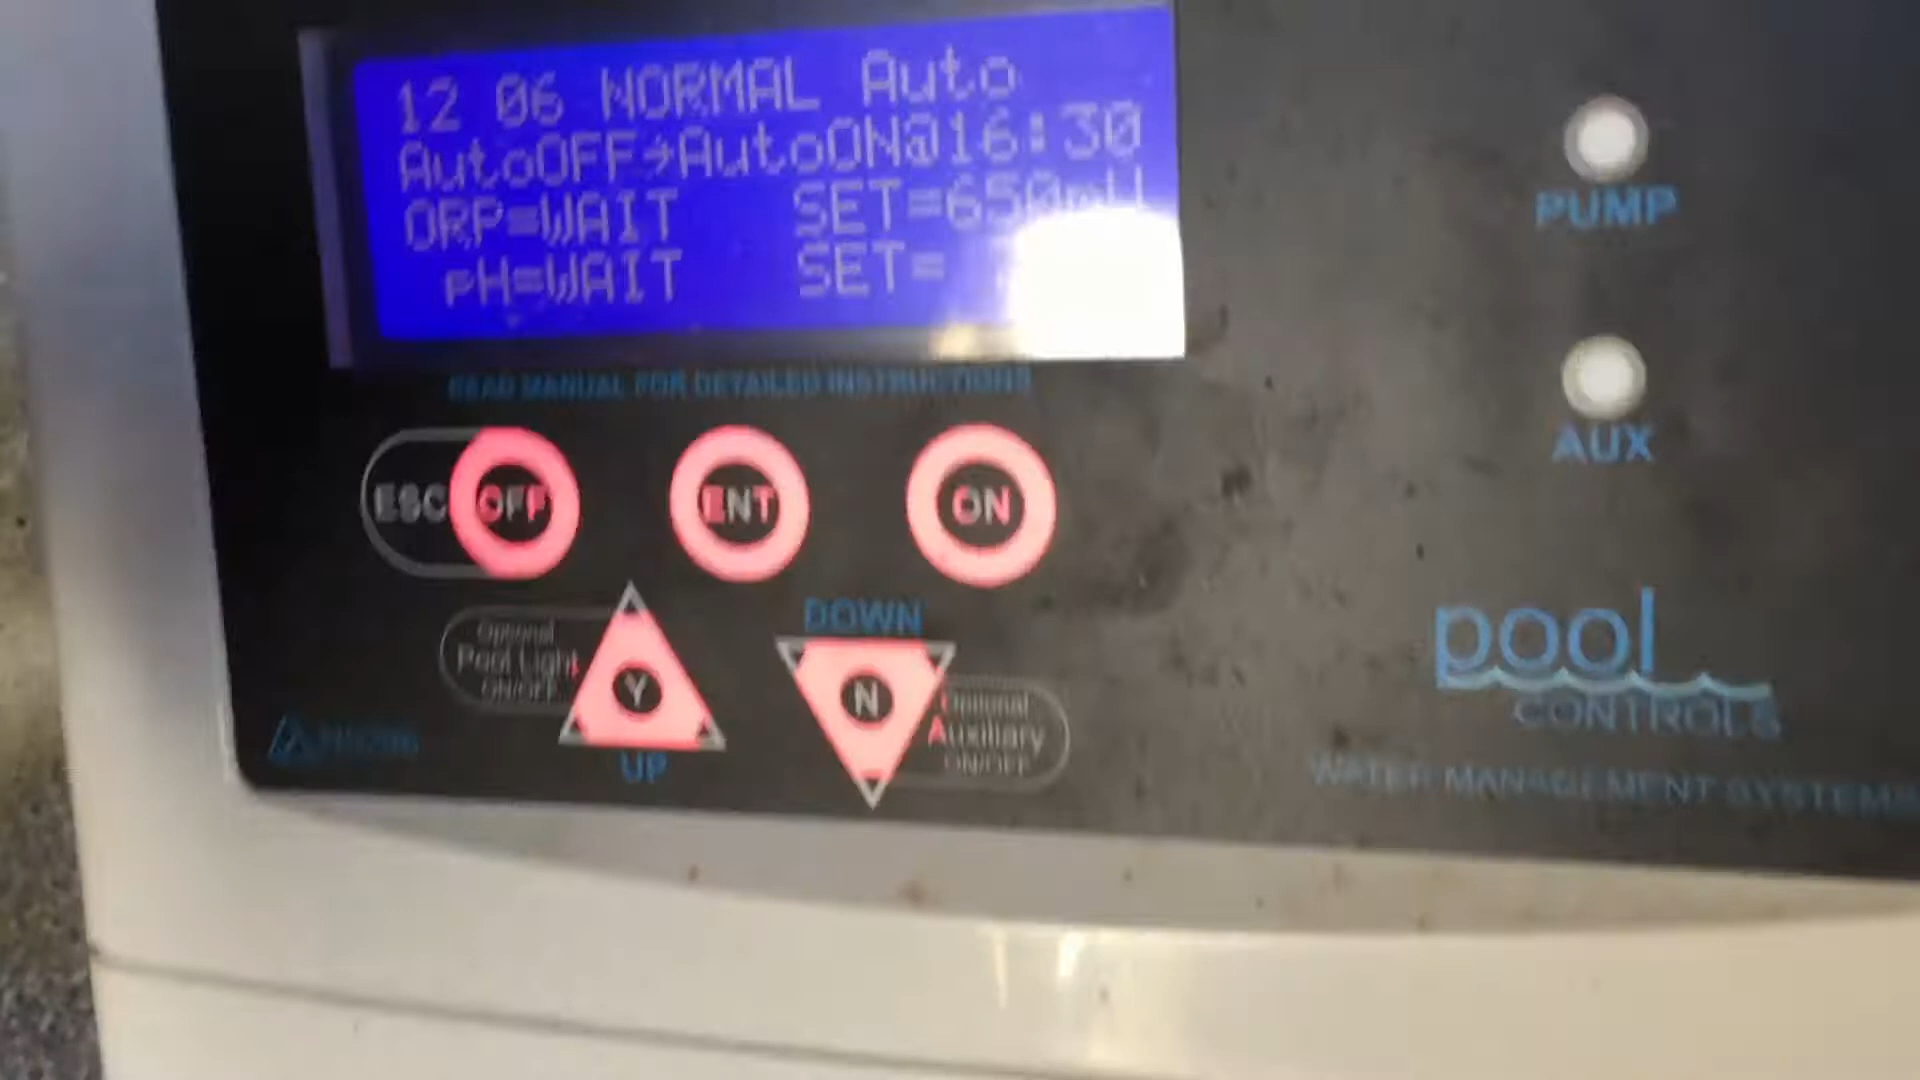 12 06 NORMAL Auto
AutoOFF→AutoON@16:30
ORP=WAIT SET=650mV
pH=WAIT SET=
READ MANUAL FOR DETAILED INSTRUCTIONS
ESC OFF ENT ON
Optional
Pool Light
ON/OFF
Y
UP
DOWN
N
Optional
Auxiliary
ON/OFF
PUMP
AUX
pool
CONTROLS
WATER MANAGEMENT SYSTEMS